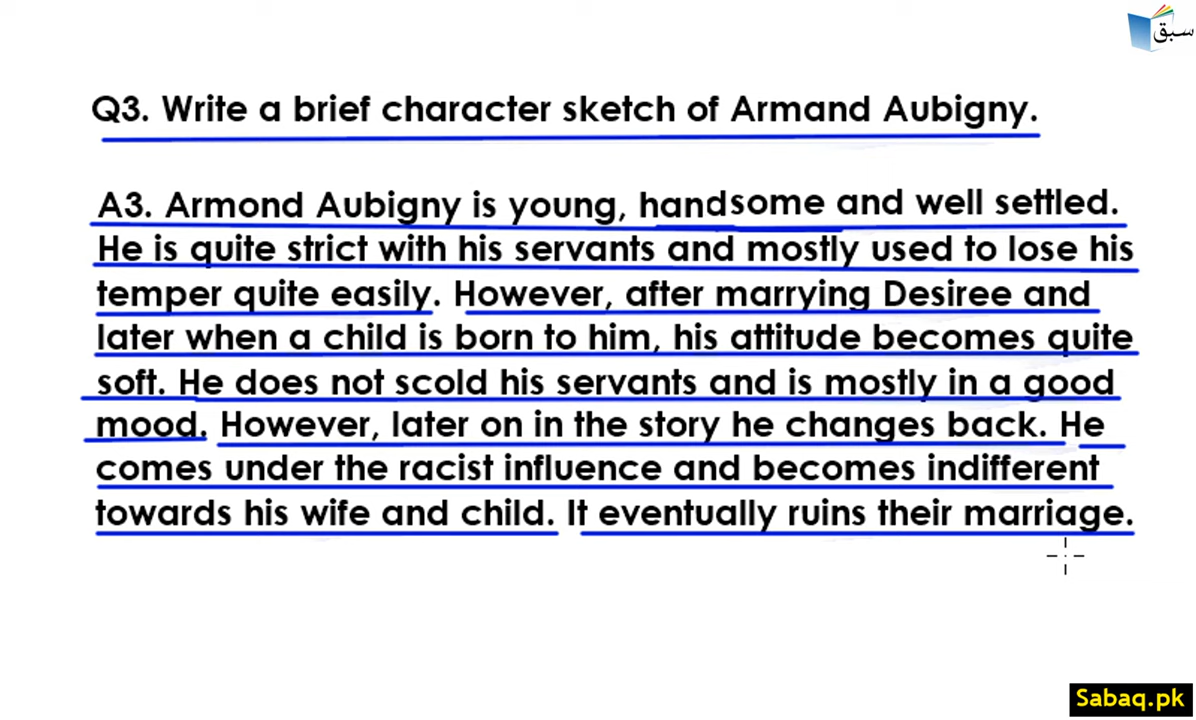 سبق
Q3. Write a brief character sketch of Armand Aubigny.
A3. Armond Aubigny is young, handsome and well settled.
He is quite strict with his servants and mostly used to lose his
temper quite easily. However, after marrying Desiree and
later when a child is born to him, his attitude becomes quite
soft. He does not scold his servants and is mostly in a good
mood. However, later on in the story he changes back. He
comes under the racist influence and becomes indifferent
towards his wife and child. It eventually ruins their marriage.
Sabaq.pk